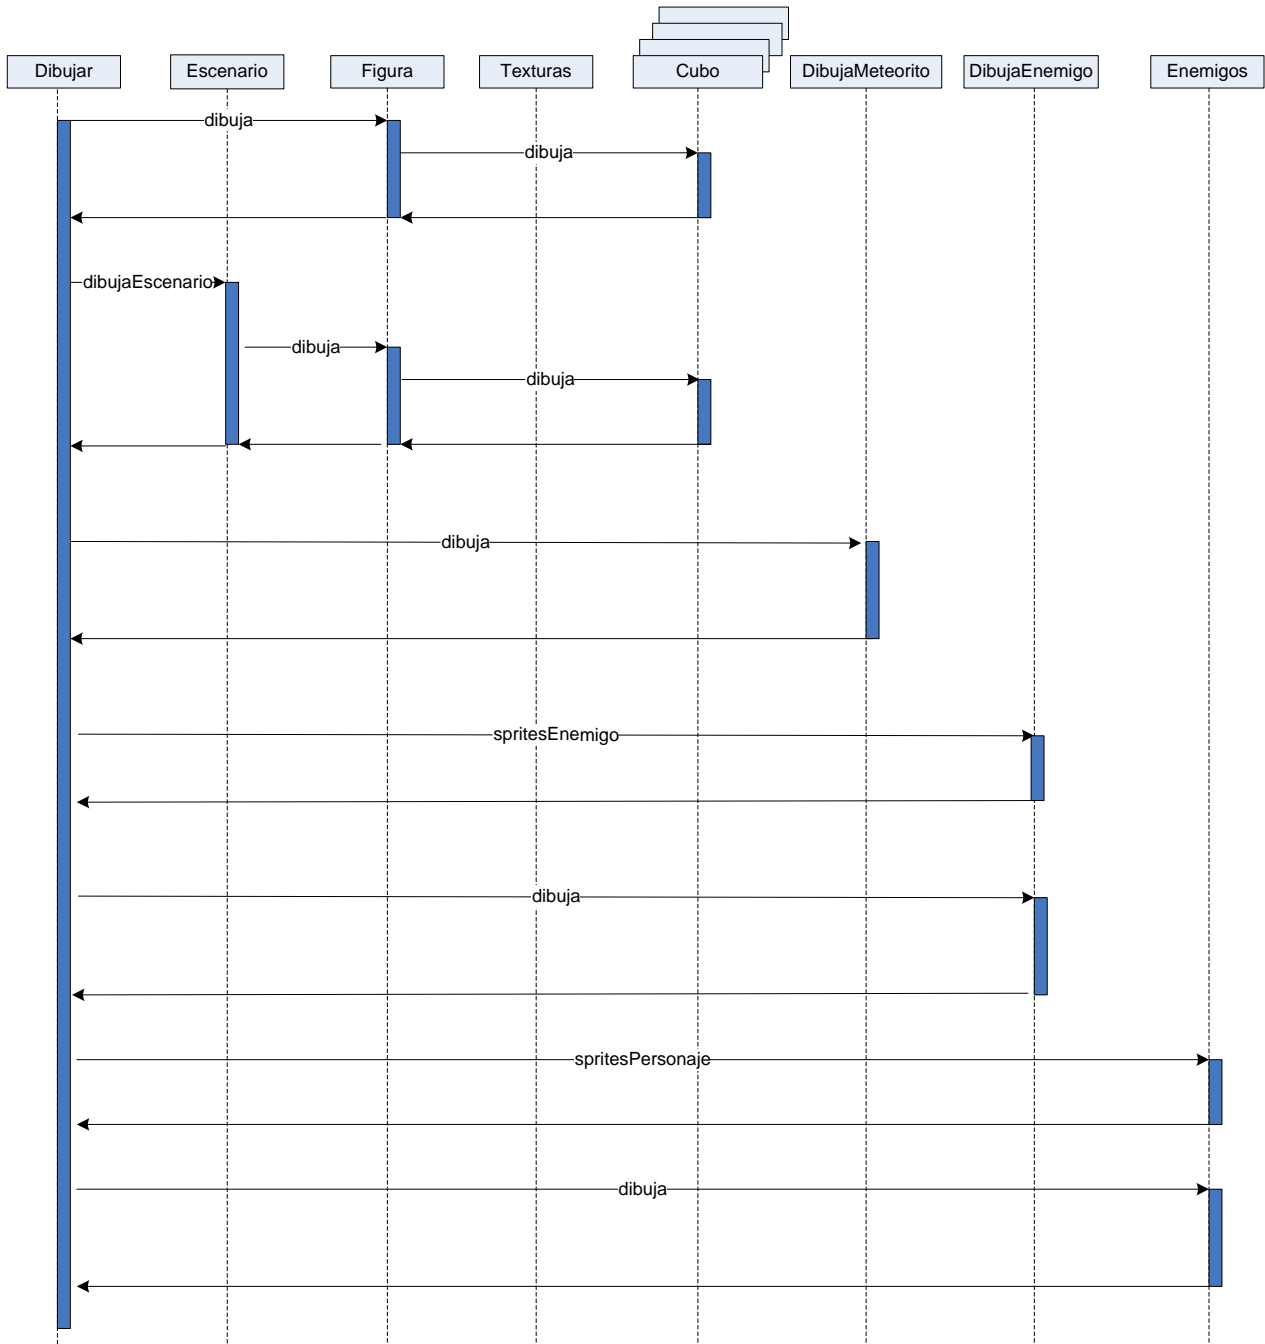 Dibujar
Escenario
Figura
Texturas
Cubo
DibujaMeteorito
DibujaEnemigo
Enemigos
dibuja
dibuja
dibujaEscenario
dibuja
dibuja
dibuja
spritesEnemigo
dibuja
spritesPersonaje
dibuja